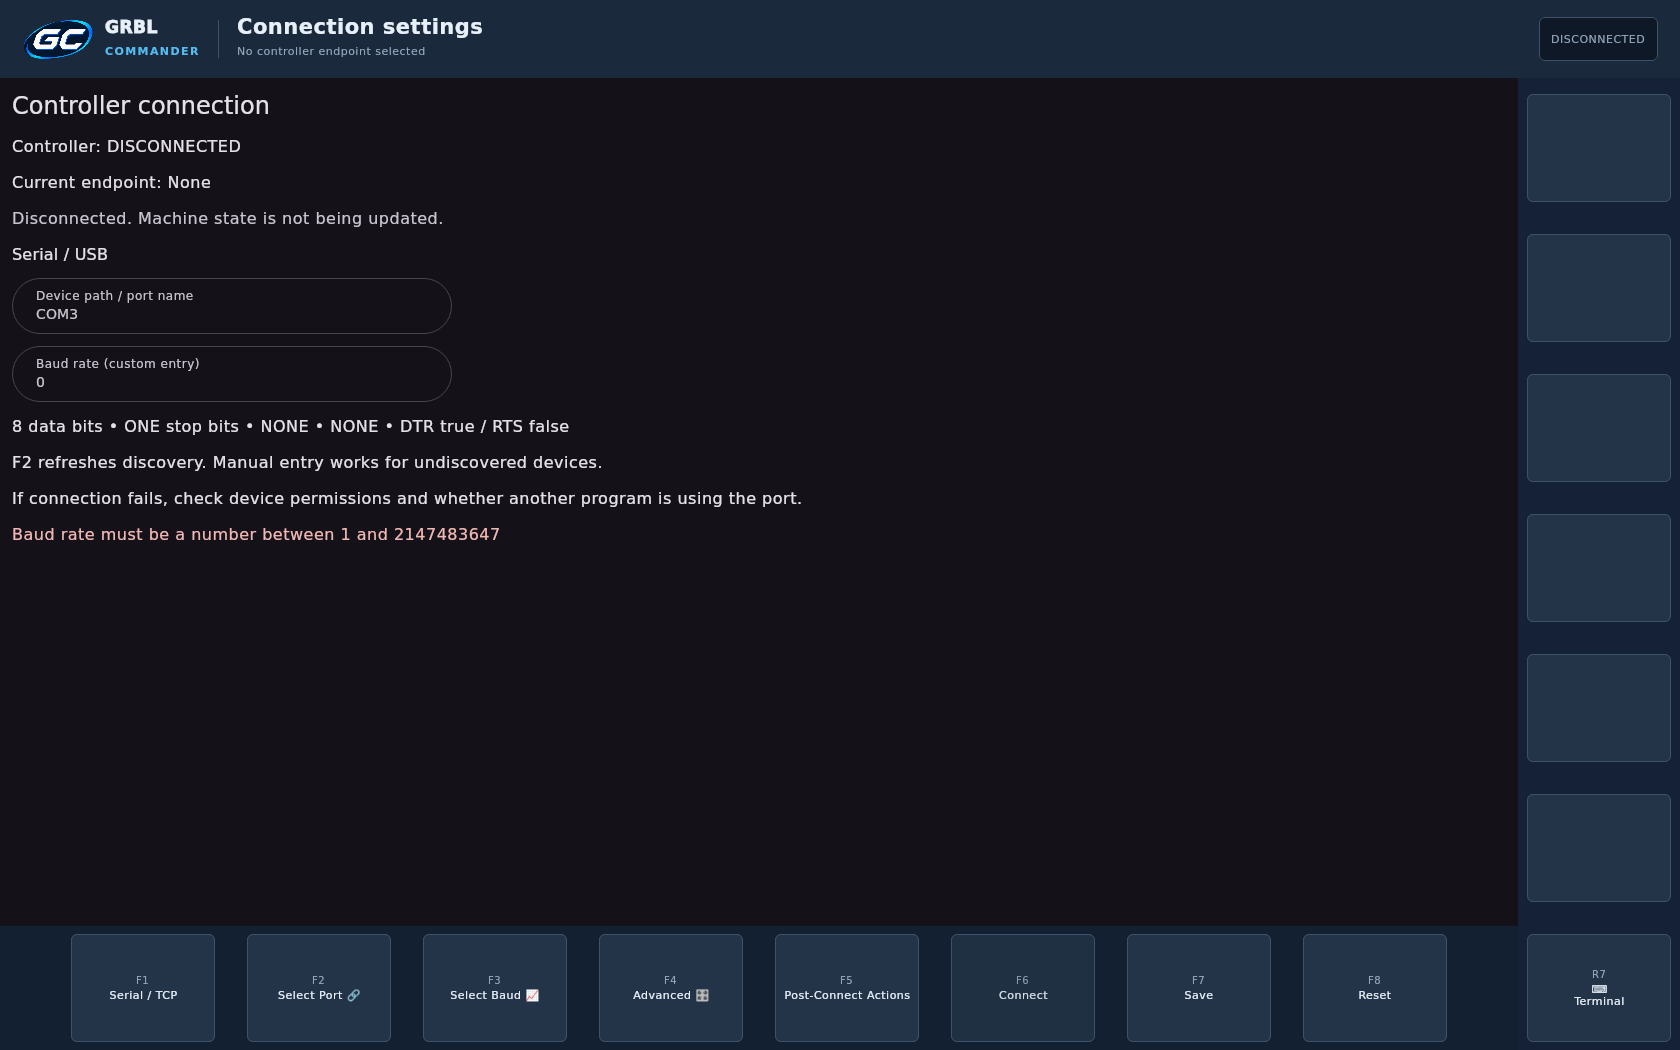 GC
GRBL
COMMANDER
Connection settings
No controller endpoint selected
DISCONNECTED
Controller connection
Controller: DISCONNECTED
Current endpoint: None
Disconnected. Machine state is not being updated.
Serial / USB
Device path / port name
COM3
Baud rate (custom entry)
0
8 data bits • ONE stop bits • NONE • NONE • DTR true / RTS false
F2 refreshes discovery. Manual entry works for undiscovered devices.
If connection fails, check device permissions and whether another program is using the port.
Baud rate must be a number between 1 and 2147483647
F1
Serial / TCP
F2
Select Port 🔗
F3
Select Baud 📈
F4
Advanced 🎛
F5
Post-Connect Actions
F6
Connect
F7
Save
F8
Reset
R7
⌨
Terminal